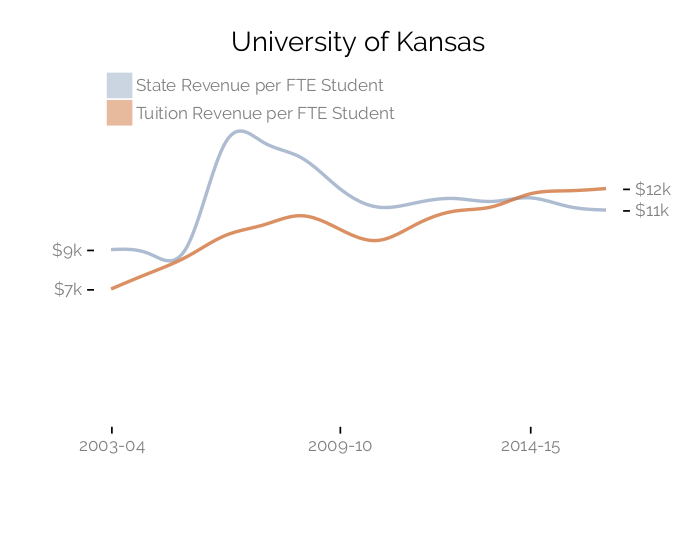 University of Kansas
State Revenue per FTE Student
Tuition Revenue per FTE Student
$12k
$11k
$9k
$7k
2003-04 2009-10 2014-15